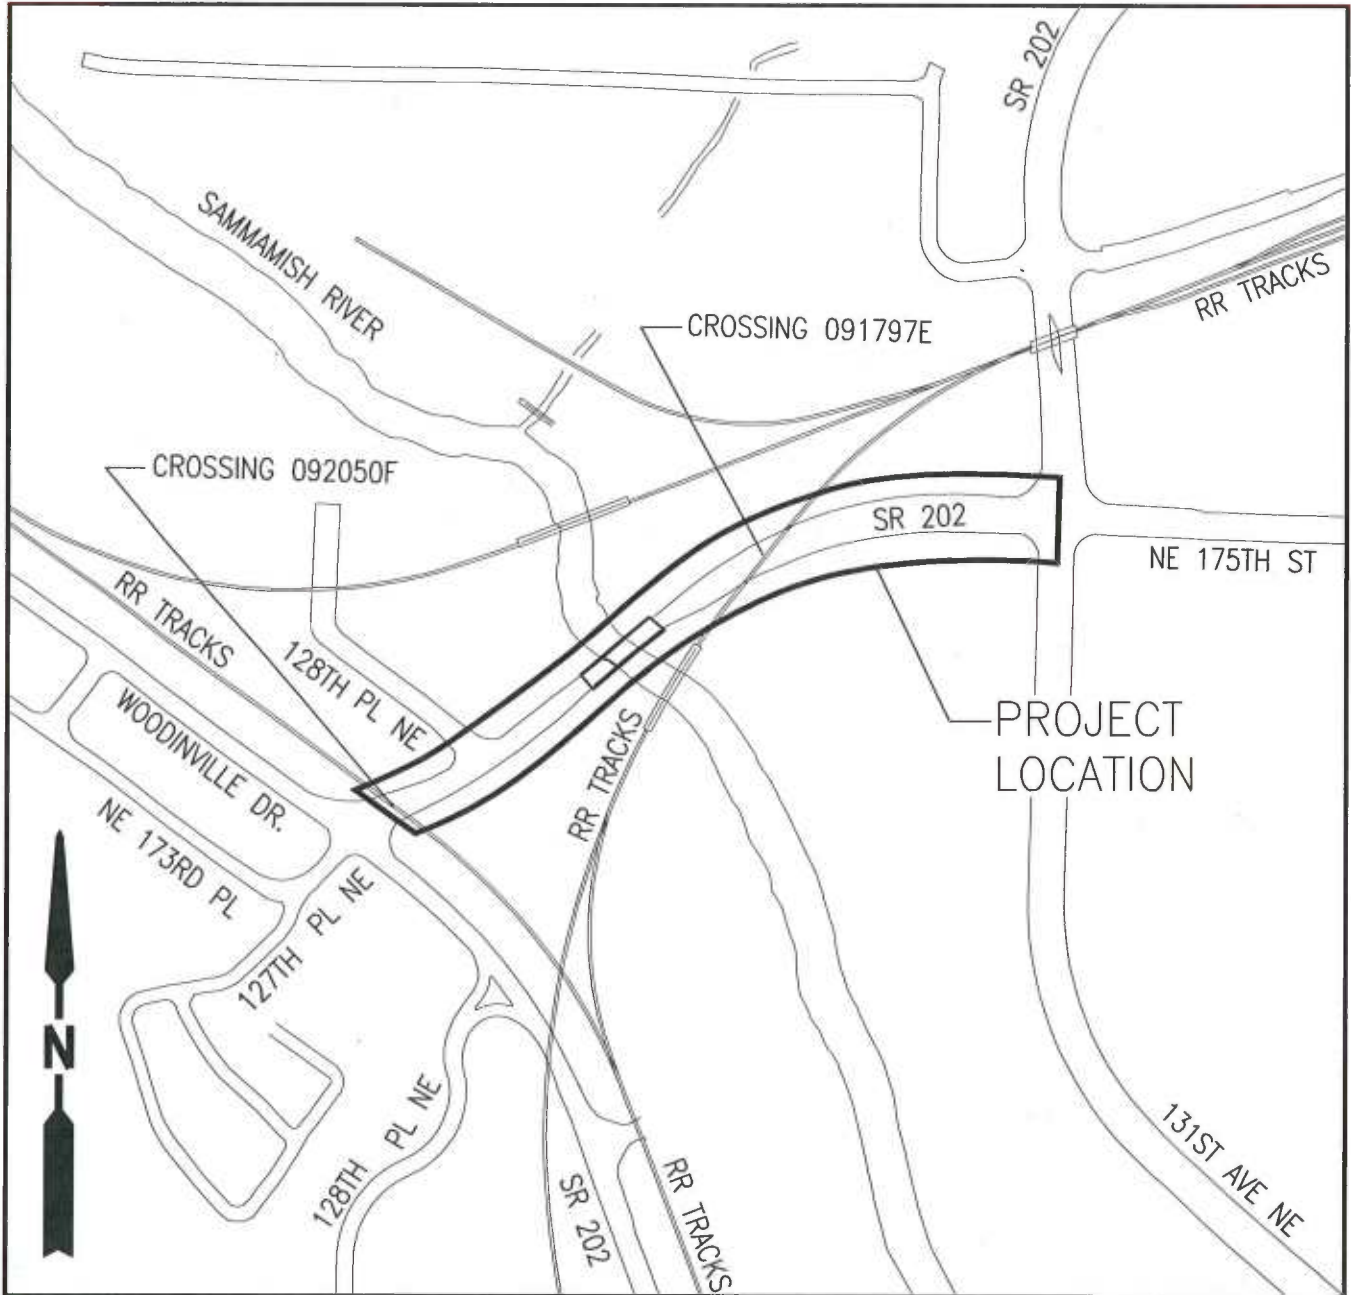 SR 202
SAMMAMISH RIVER
RR TRACKS
CROSSING 091797E
CROSSING 092050F
SR 202
NE 175TH ST
RR TRACKS
128TH PL NE
WOODINVILLE DR.
PROJECT
LOCATION
RR TRACKS
NE 173RD PL
127TH PL NE
N
128TH PL NE
131ST AVE NE
SR 202
RR TRACKS